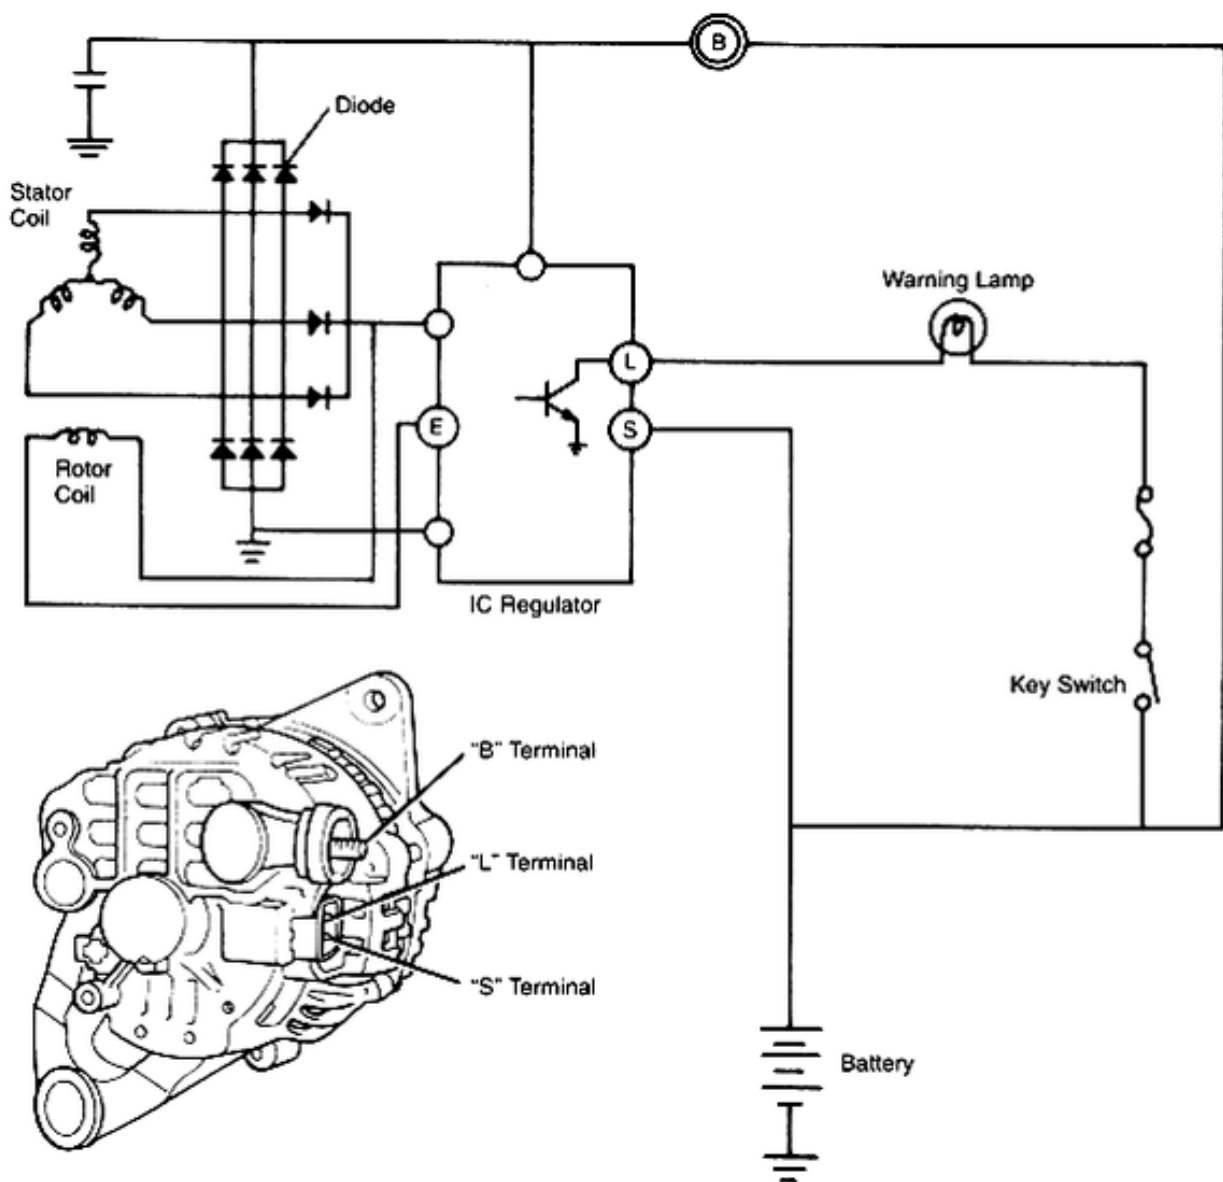 B
Diode
Stator
Coil
Warning Lamp
L
E
S
Rotor
Coil
IC Regulator
Key Switch
"B" Terminal
"L" Terminal
"S" Terminal
Battery